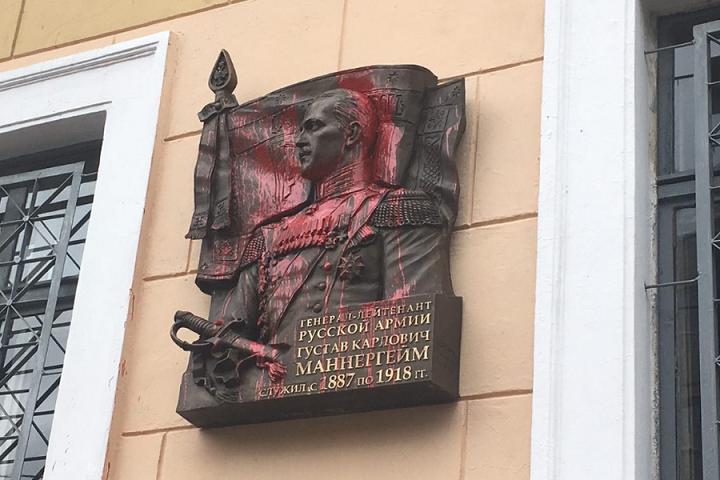 ГЕНЕРАЛ-ЛЕЙТЕНАНТ
РУССКОЙ АРМИИ
ГУСТАВ КАРЛОВИЧ
МАННЕРГЕЙМ
СЛУЖИЛ С 1887 ПО 1918 ГГ.